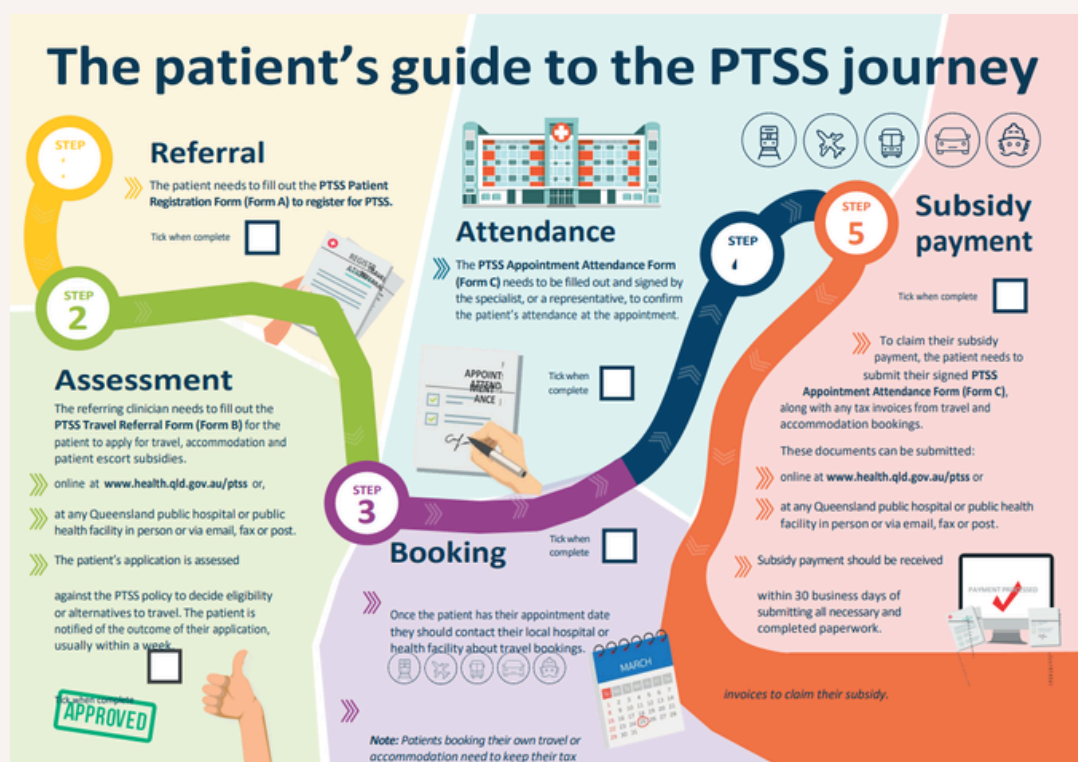 The patient's guide to the PTSS journey
STEP
Referral
The patient needs to fill out the PTSS Patient
Registration Form (Form A) to register for PTSS.
Tick when complete
STEP
2
Assessment
The referring clinician needs to fill out the
PTSS Travel Referral Form (Form B) for the
patient to apply for travel, accommodation and
patient escort subsidies.
online at www.health.qld.gov.au/ptss or,
at any Queensland public hospital or public
health facility in person or via email, fax or post.
The patient's application is assessed
against the PTSS policy to decide eligibility
or alternatives to travel. The patient is
notified of the outcome of their application,
usually within a week.
Tick when complete
APPROVED
STEP
3
Booking
Tick when
complete
Once the patient has their appointment date
they should contact their local hospital or
health facility about travel bookings.
MARCH
Note: Patients booking their own travel or
accommodation need to keep their tax
invoices to claim their subsidy.
STEP
Attendance
The PTSS Appointment Attendance Form
(Form C) needs to be filled out and signed by
the specialist, or a representative, to confirm
the patient's attendance at the appointment.
Tick when
complete
APPOINT
MENT
ATTEND
ANCE
STEP
5
Subsidy
payment
Tick when complete
To claim their subsidy
payment, the patient needs to
submit their signed PTSS
Appointment Attendance Form (Form C),
along with any tax invoices from travel and
accommodation bookings.
These documents can be submitted:
online at www.health.qld.gov.au/ptss or
at any Queensland public hospital or public health
facility in person or via email, fax or post.
Subsidy payment should be received
within 30 business days of
submitting all necessary and
completed paperwork.